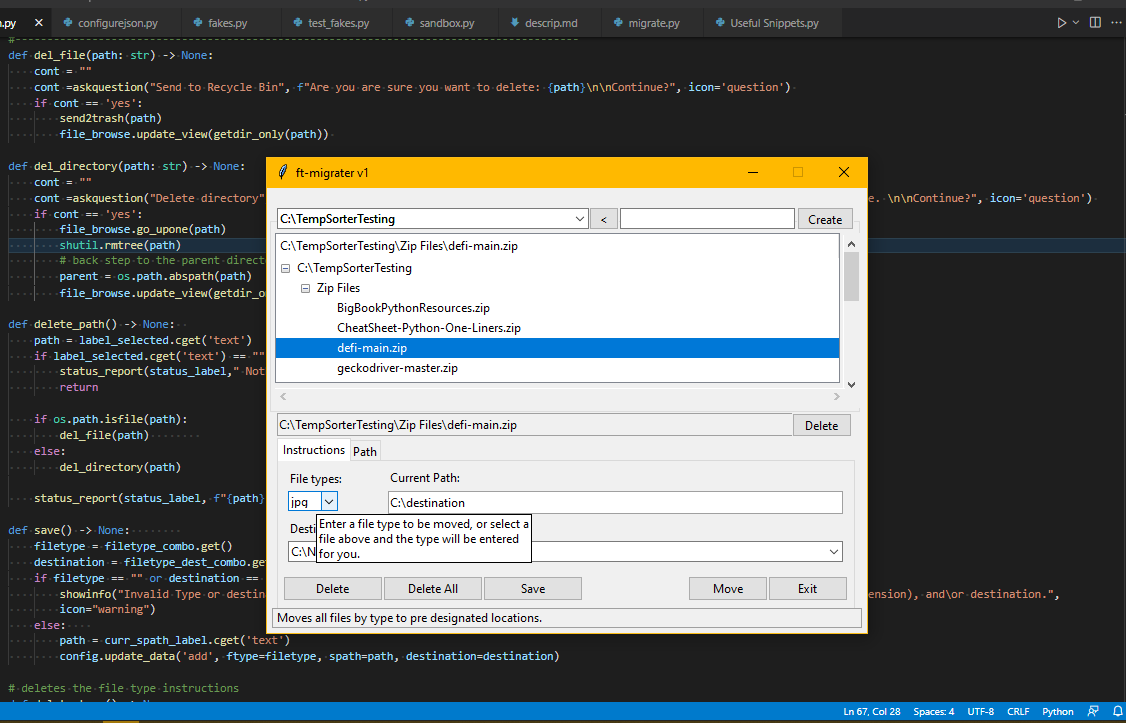 n.py configurejson.py fakes.py test_fakes.py sandbox.py descrip.md migrate.py Useful Snippets.py
def del_file(path: str) -> None:
cont = ""
cont =askquestion("Send to Recycle Bin", f"Are you are sure you want to delete: {path}\n\nContinue?", icon='question')
if cont == 'yes':
send2trash(path)
file_browse.update_view(getdir_only(path))
def del_directory(path: str) -> None:
cont = ""
cont =askquestion("Delete directory" e. \n\nContinue?", icon='question')
if cont == 'yes':
file_browse.go_upone(path)
shutil.rmtree(path)
# back step to the parent direct
parent = os.path.abspath(path)
file_browse.update_view(getdir_o
def delete_path() -> None:
path = label_selected.cget('text')
if label_selected.cget('text') == ""
status_report(status_label," Not
return
if os.path.isfile(path):
del_file(path)
else:
del_directory(path)
status_report(status_label, f"{path}
def save() -> None:
filetype = filetype_combo.get()
destination = filetype_dest_combo.ge
if filetype == "" or destination ==
showinfo("Invalid Type or destin ension), and\or destination.",
icon="warning")
else:
path = curr_spath_label.cget('text')
config.update_data('add', ftype=filetype, spath=path, destination=destination)
# deletes the file type instructions
ft-migrater v1
C:\TempSorterTesting < Create
C:\TempSorterTesting\Zip Files\defi-main.zip
C:\TempSorterTesting
Zip Files
BigBookPythonResources.zip
CheatSheet-Python-One-Liners.zip
defi-main.zip
geckodriver-master.zip
C:\TempSorterTesting\Zip Files\defi-main.zip Delete
Instructions Path
File types: Current Path:
jpg C:\destination
Desti
C:\N
Enter a file type to be moved, or select a
file above and the type will be entered
for you.
Delete Delete All Save Move Exit
Moves all files by type to pre designated locations.
Ln 67, Col 28 Spaces: 4 UTF-8 CRLF Python